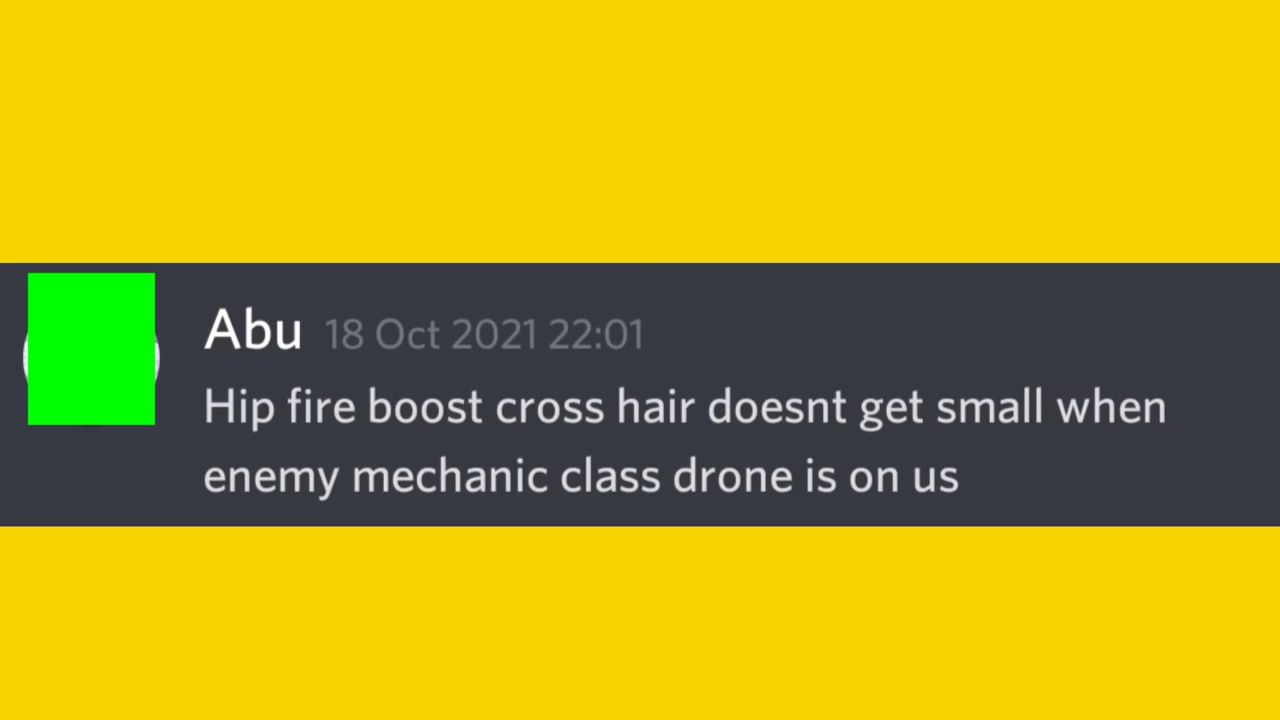 Abu 18 Oct 2021 22:01
Hip fire boost cross hair doesnt get small when
enemy mechanic class drone is on us